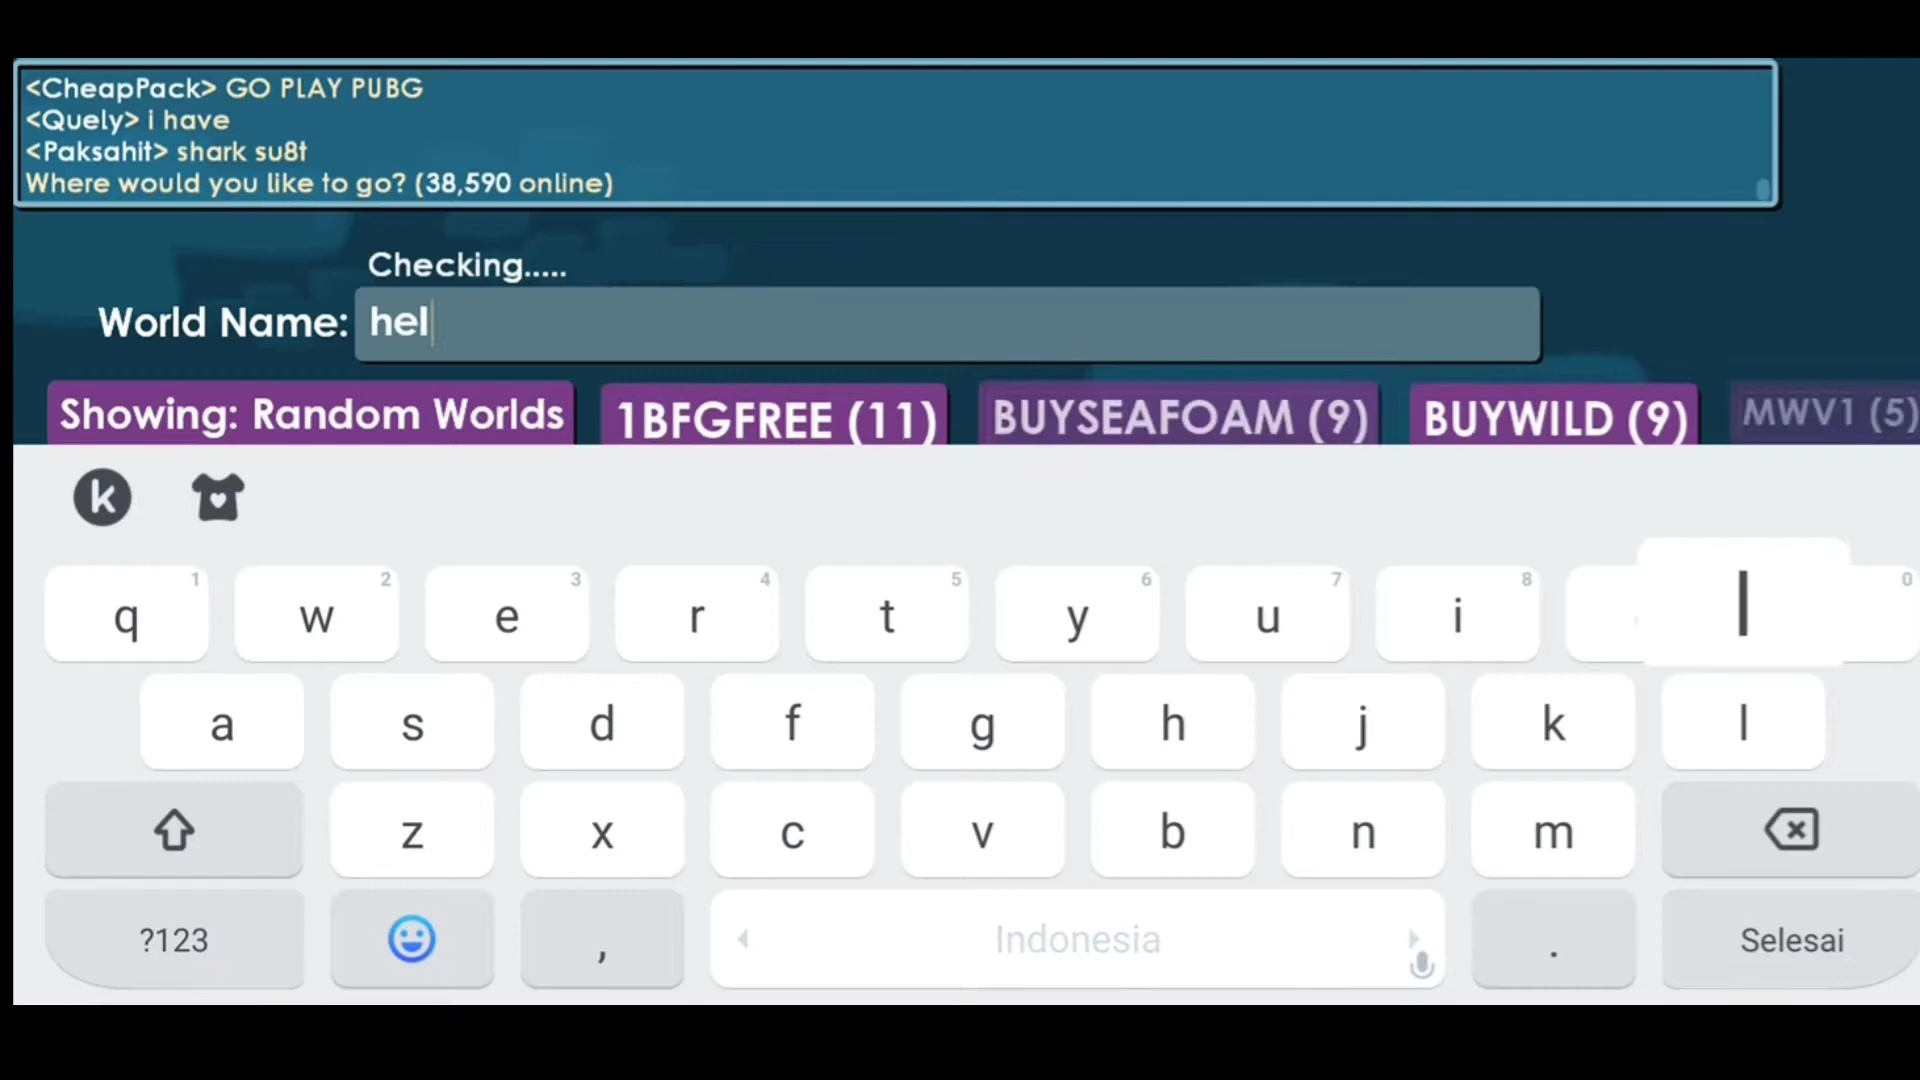 <CheapPack> GO PLAY PUBG
<Quely> i have
<Paksahit> shark su8t
Where would you like to go? (38,590 online)
Checking.....
World Name: hel
Showing: Random Worlds 1BFGFREE (11) BUYSEAFOAM (9) BUYWILD (9) MWV1 (5)
k
1 2 3 4 5 6 7 8 0
q w e r t y u i l
a s d f g h j k l
z x c v b n m
?123 , Indonesia . Selesai